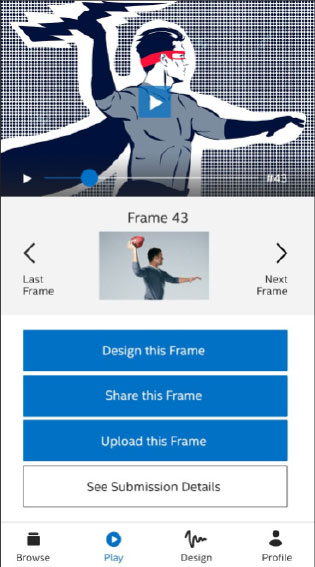 #43
Frame 43
Last
Frame
Next
Frame
Design this Frame
Share this Frame
Upload this Frame
See Submission Details
Browse
Play
Design
Profile